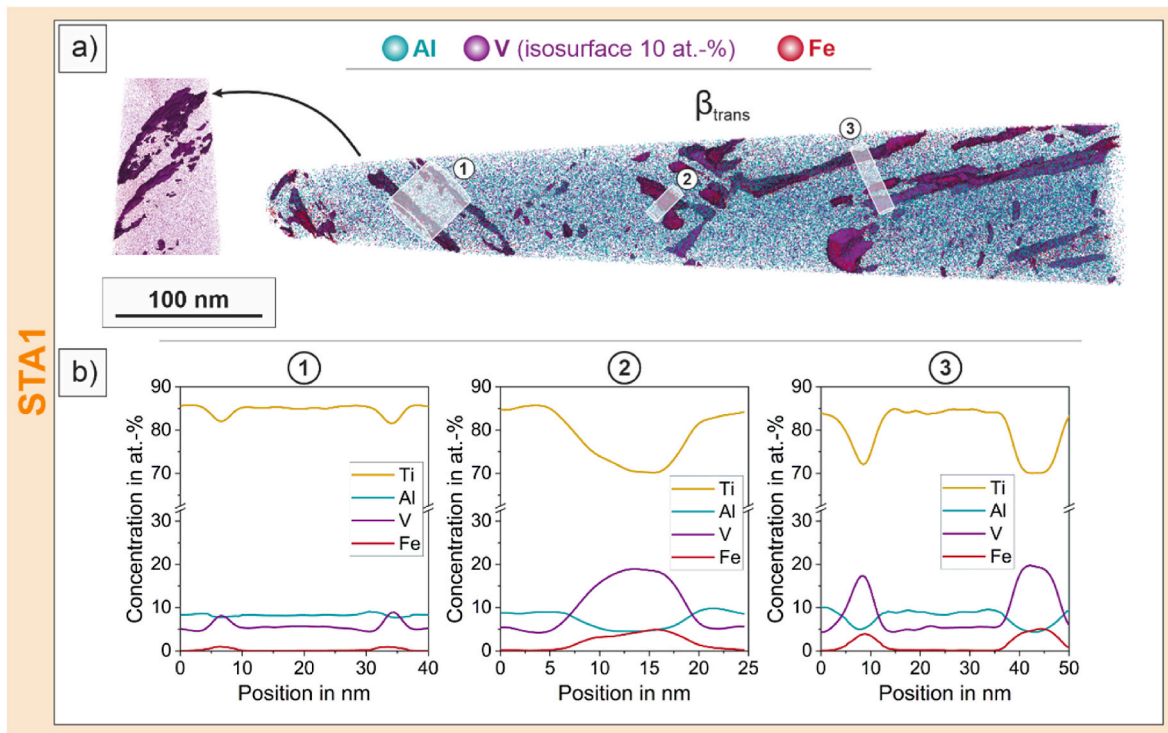 STA1
a)
Al V (isosurface 10 at.-%) Fe
βtrans
1
2
3
100 nm
b)
1 2 3
Concentration in at.-%
90
80
70
30
20
10
0
Ti
Al
V
Fe
0 10 20 30 40
Position in nm
Concentration in at.-%
90
80
70
30
20
10
0
Ti
Al
V
Fe
0 5 10 15 20 25
Position in nm
Concentration in at.-%
90
80
70
30
20
10
0
Ti
Al
V
Fe
0 10 20 30 40 50
Position in nm